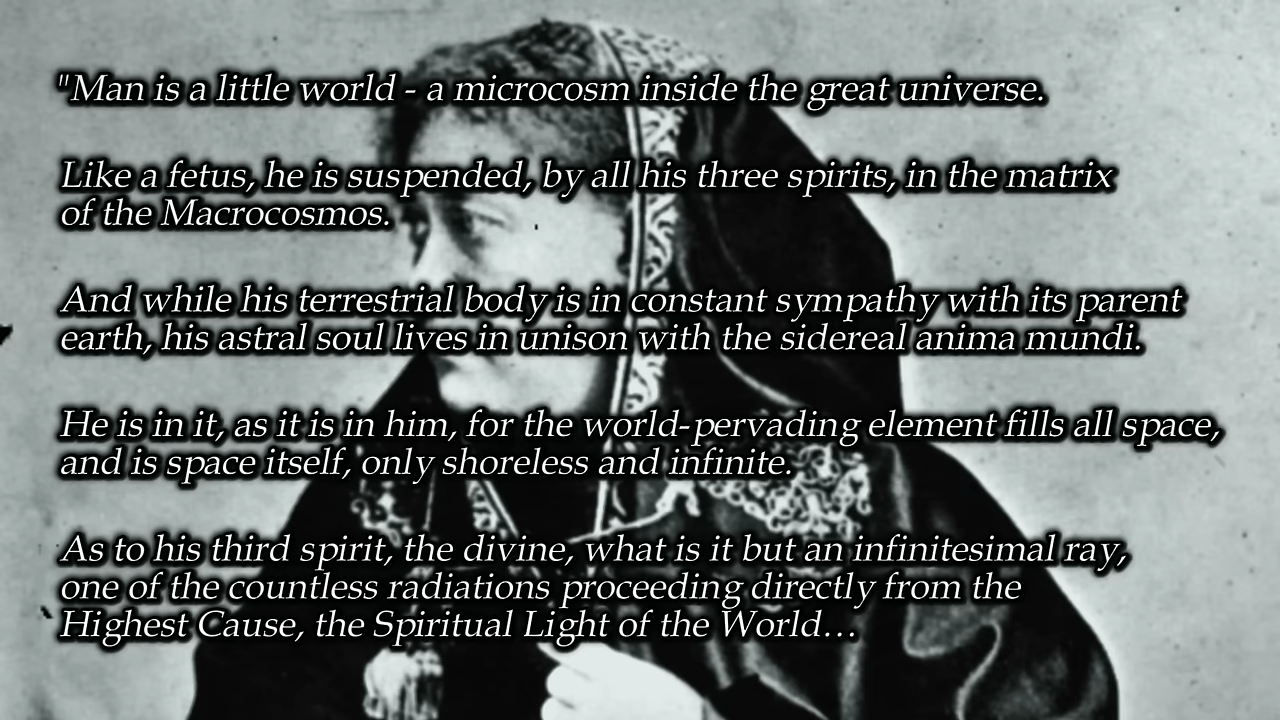 "Man is a little world - a microcosm inside the great universe.
Like a fetus, he is suspended, by all his three spirits, in the matrix
of the Macrocosmos.
And while his terrestrial body is in constant sympathy with its parent
earth, his astral soul lives in unison with the sidereal anima mundi.
He is in it, as it is in him, for the world-pervading element fills all space,
and is space itself, only shoreless and infinite.
As to his third spirit, the divine, what is it but an infinitesimal ray,
one of the countless radiations proceeding directly from the
Highest Cause, the Spiritual Light of the World…